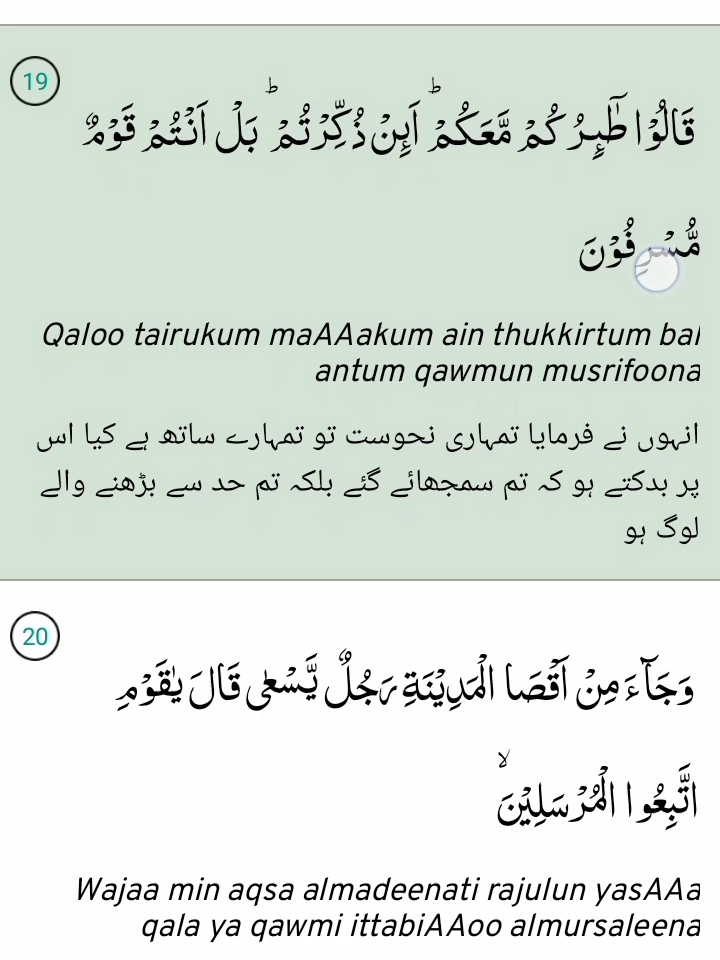 19
قَالُوْا طَٰٓئِرُكُمْ مَّعَكُمْ ؕ اَئِنْ ذُكِّرْتُمْ ؕ بَلْ اَنْتُمْ قَوْمٌ
مُّسْرِفُوْنَ
Qaloo tairukum maAAakum ain thukkirtum bal
antum qawmun musrifoona
انہوں نے فرمایا تمہاری نحوست تو تمہارے ساتھ ہے کیا اس
پر بدکتے ہو کہ تم سمجھائے گئے بلکہ تم حد سے بڑھنے والے
لوگ ہو
20
وَجَآءَ مِنْ اَقْصَا الْمَدِيْنَةِ رَجُلٌ يَّسْعٰى قَالَ يٰقَوْمِ
اتَّبِعُوا الْمُرْسَلِيْنَ ۙ
Wajaa min aqsa almadeenati rajulun yasAAa
qala ya qawmi ittabiAAoo almursaleena